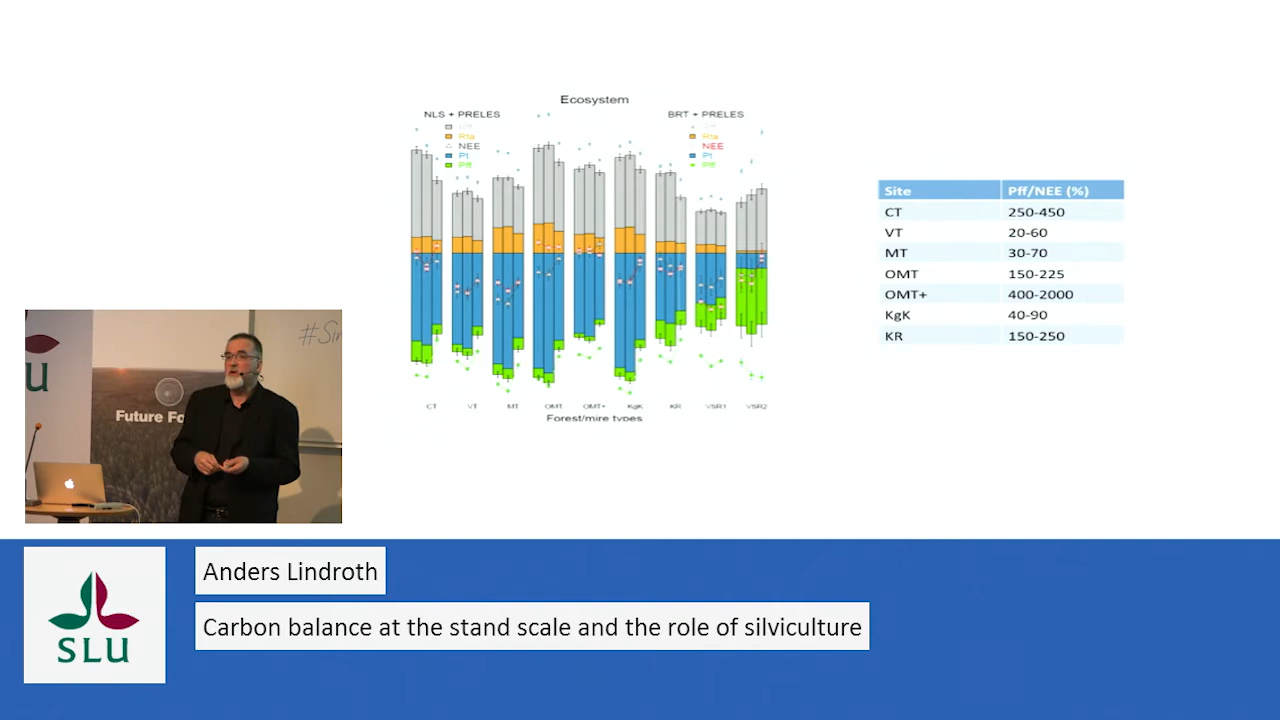 Ecosystem
NLS + PRELES
BRT + PRELES
Rta
NEE
Pt
Pff
Rta
NEE
Pt
Pff
CT VT MT OMT OMT+ KgK KR VSR1 VSR2
Forest/mire types
Site Pff/NEE (%)
CT 250-450
VT 20-60
MT 30-70
OMT 150-225
OMT+ 400-2000
KgK 40-90
KR 150-250
U
Future Fo
#Sir
Anders Lindroth
SLU
Carbon balance at the stand scale and the role of silviculture